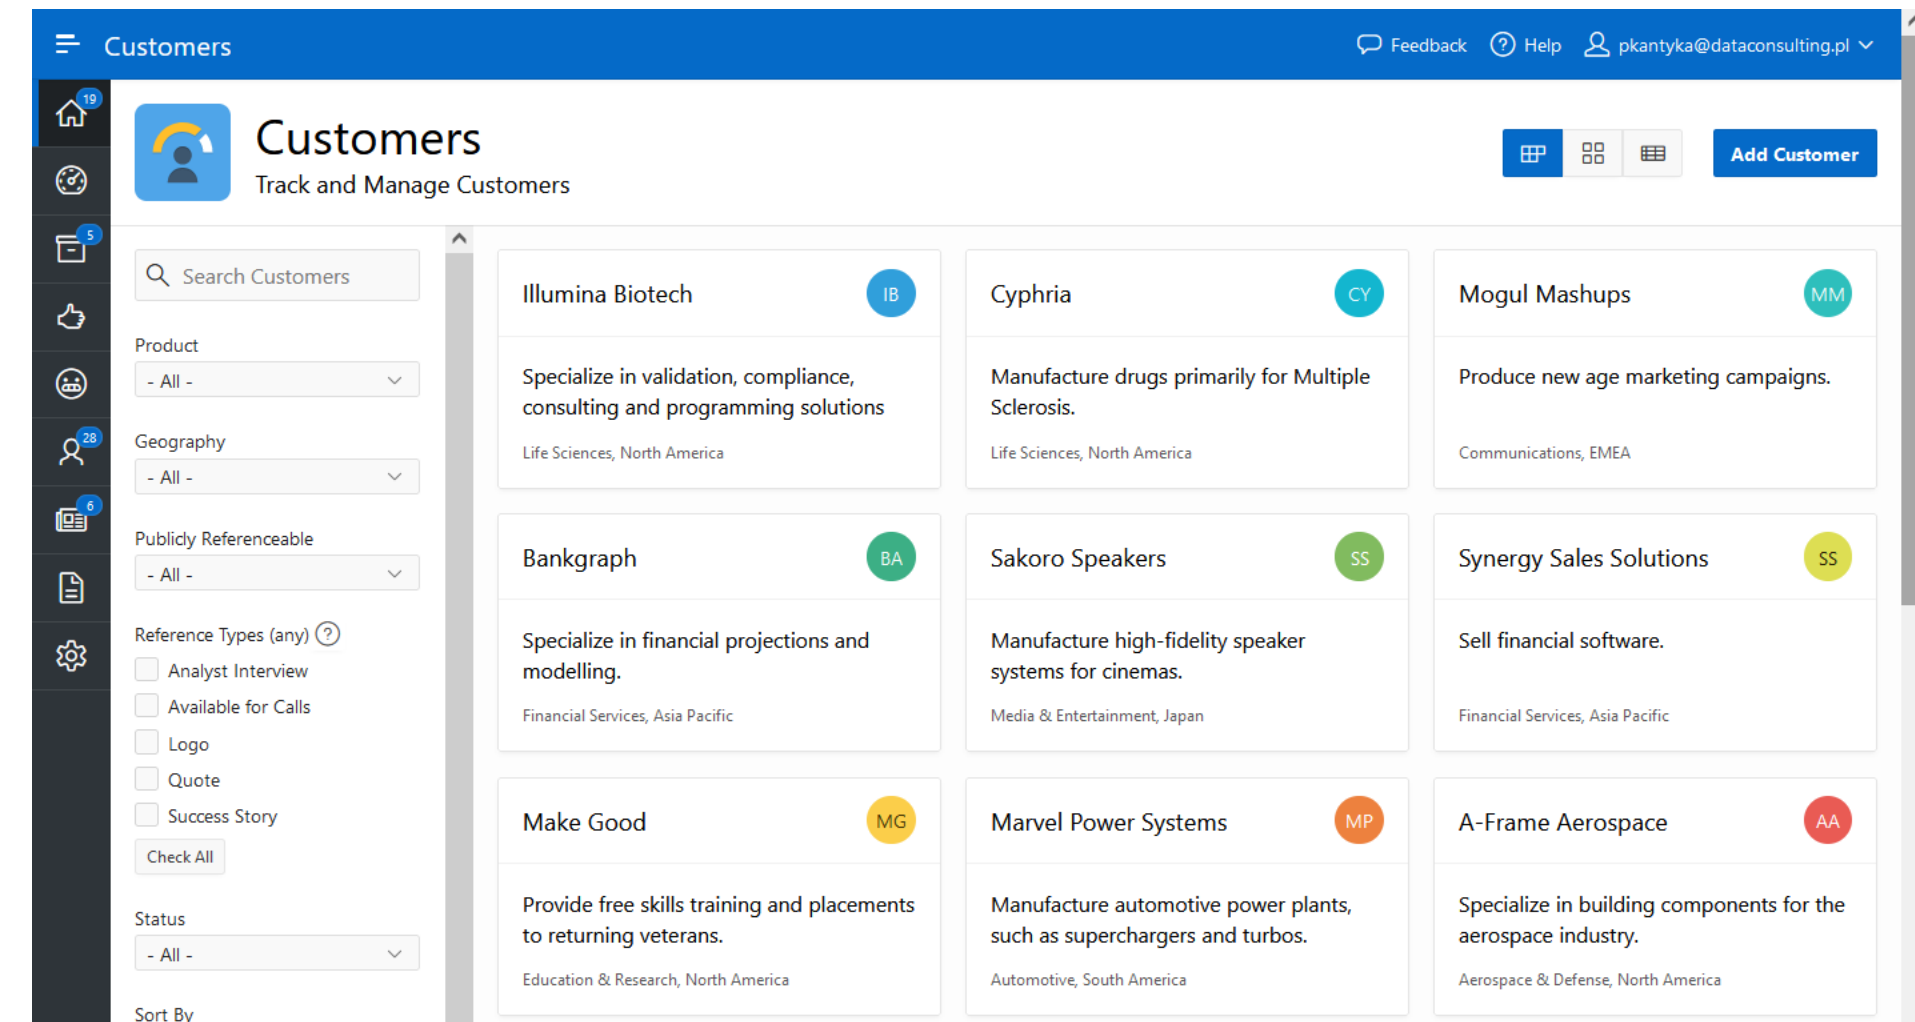 Customers
Feedback
Help
pkantyka@dataconsulting.pl
19
5
28
6
Customers
Track and Manage Customers
Add Customer
Search Customers
Product
- All -
Geography
- All -
Publicly Referenceable
- All -
Reference Types (any) ?
Analyst Interview
Available for Calls
Logo
Quote
Success Story
Check All
Status
- All -
Sort By
Illumina Biotech
IB
Specialize in validation, compliance,
consulting and programming solutions
Life Sciences, North America
Cyphria
CY
Manufacture drugs primarily for Multiple
Sclerosis.
Life Sciences, North America
Mogul Mashups
MM
Produce new age marketing campaigns.
Communications, EMEA
Bankgraph
BA
Specialize in financial projections and
modelling.
Financial Services, Asia Pacific
Sakoro Speakers
SS
Manufacture high-fidelity speaker
systems for cinemas.
Media & Entertainment, Japan
Synergy Sales Solutions
SS
Sell financial software.
Financial Services, Asia Pacific
Make Good
MG
Provide free skills training and placements
to returning veterans.
Education & Research, North America
Marvel Power Systems
MP
Manufacture automotive power plants,
such as superchargers and turbos.
Automotive, South America
A-Frame Aerospace
AA
Specialize in building components for the
aerospace industry.
Aerospace & Defense, North America